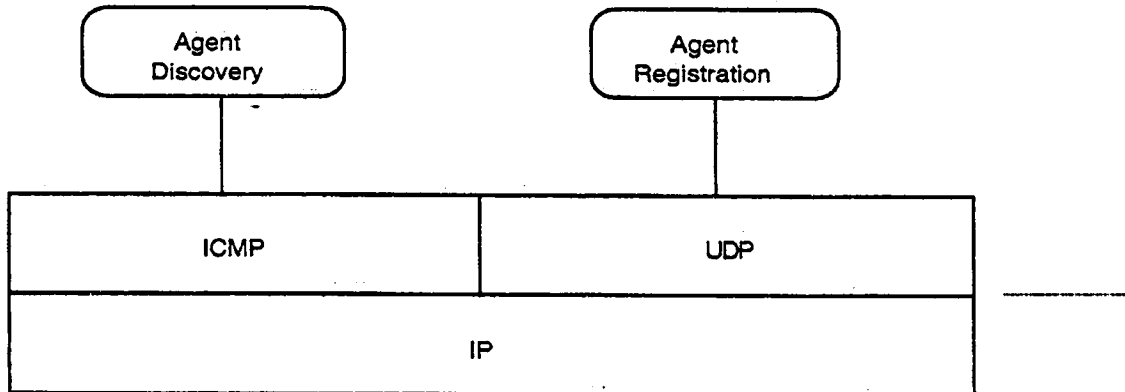 Agent
Discovery
Agent
Registration
ICMP
UDP
IP